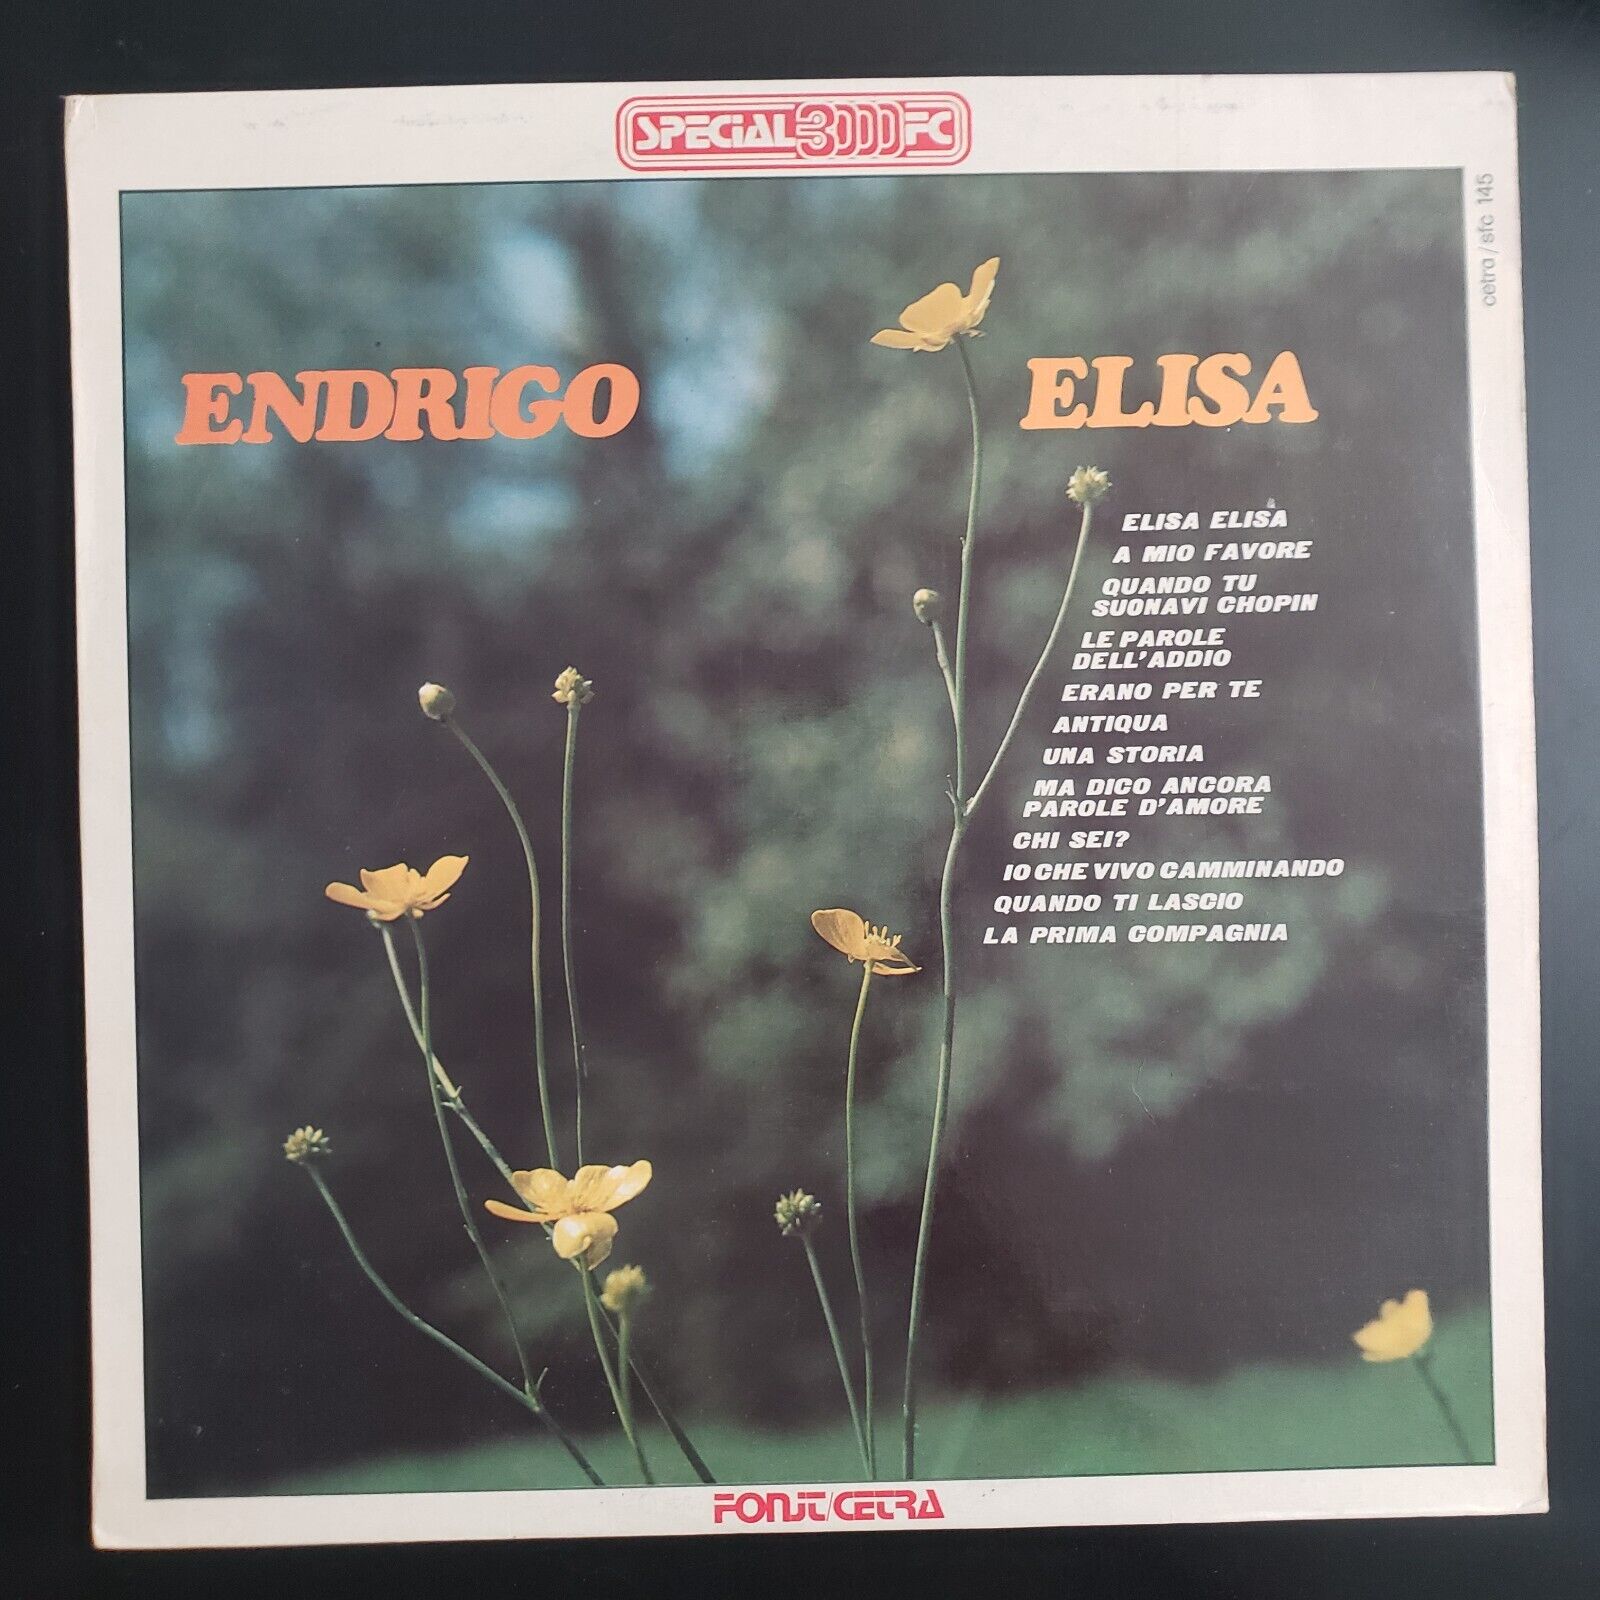 SPECIAL 3000 FC
cetra/sfc 145
ENDRIGO
ELISA
ELISA ELISA
A MIO FAVORE
QUANDO TU
SUONAVI CHOPIN
LE PAROLE
DELL'ADDIO
ERANO PER TE
ANTIQUA
UNA STORIA
MA DICO ANCORA
PAROLE D'AMORE
CHI SEI?
IO CHE VIVO CAMMINANDO
QUANDO TI LASCIO
LA PRIMA COMPAGNIA
FONIT/CETRA